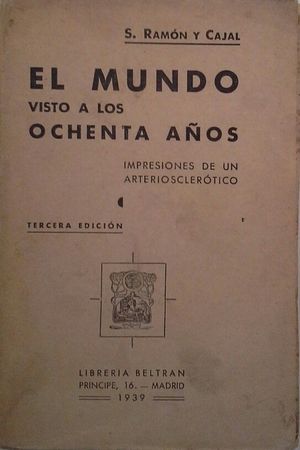 S. RAMÓN Y CAJAL
EL MUNDO
VISTO A LOS
OCHENTA AÑOS
IMPRESIONES DE UN
ARTERIOSCLERÓTICO
TERCERA EDICIÓN
LIBRERIA BELTRAN
PRINCIPE, 16. — MADRID
1939